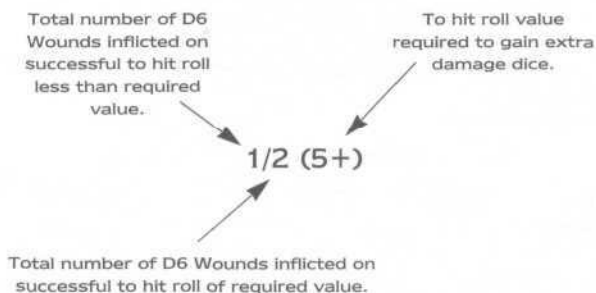 Total number of D6
Wounds inflicted on
successful to hit roll
less than required
value.
To hit roll value
required to gain extra
damage dice.
1/2 (5+)
Total number of D6 Wounds inflicted on
successful to hit roll of required value.